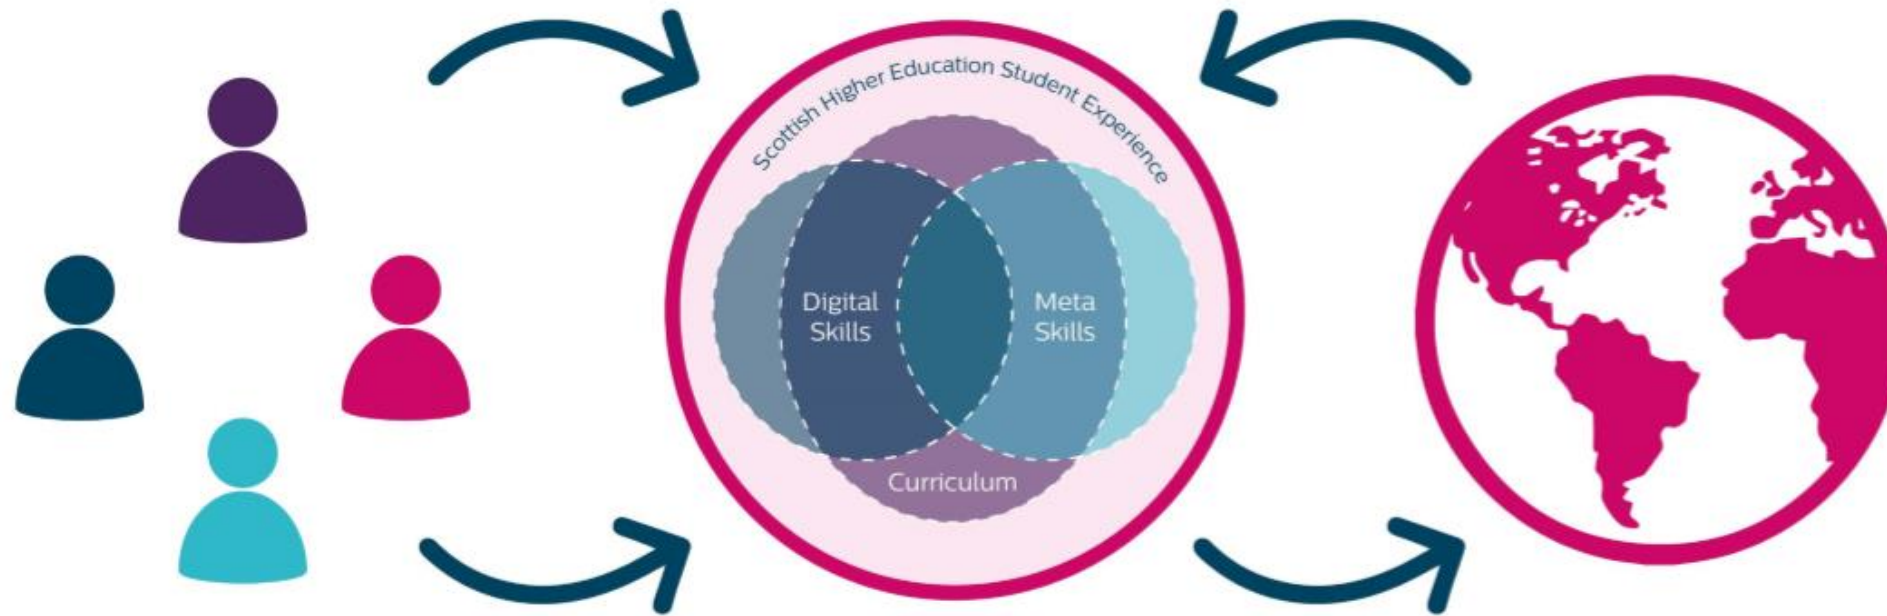 Scottish Higher Education Student Experience
Digital
Skills
Meta
Skills
Curriculum